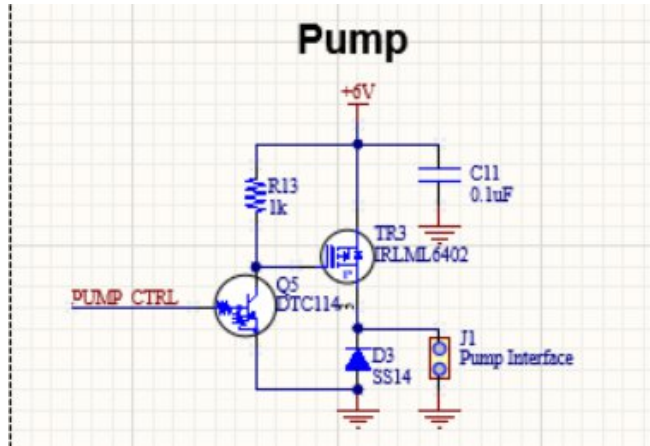 Pump
+6V
R13
1k
C11
0.1uF
TR3
IRLML6402
PUMP_CTRL
Q5
DTC114
D3
SS14
J1
Pump Interface